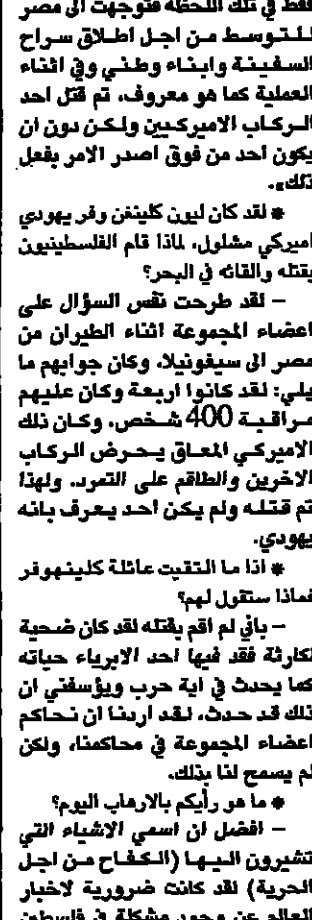 فقط في تلك اللحظة فتوجهت الى مصر
للتوسط من اجل اطلاق سراح
السفينة وابناء وطني وفي اثناء
العملية كما هو معروف، تم قتل احد
الركاب الاميركيين ولكن دون ان
يكون احد من فوق اصدر الامر بفعل
ذلك».
* لقد كان ليون كلينغن وفر يهودي
اميركي مشلول، لماذا قام الفلسطينيون
بقتله والقائه في البحر؟
– لقد طرحت نفس السؤال على
اعضاء المجموعة اثناء الطيران من
مصر الى سيغونيلا، وكان جوابهم ما
يلي: لقد كانوا اربعة وكان عليهم
مراقبة 400 شخص، وكان ذلك
الاميركي المعاق يحرض الركاب
الاخرين والطاقم على التمرد. ولهذا
تم قتله ولم يكن احد يعرف بانه
يهودي.
* اذا ما التقيت عائلة كلينهوفر
فماذا ستقول لهم؟
– باني لم اقم بقتله لقد كان ضحية
لكارثة فقد فيها احد الابرياء حياته
كما يحدث في اية حرب ويؤسفني ان
ذلك قد حدث، لقد اردنا ان نحاكم
اعضاء المجموعة في محاكمنا، ولكن
لم يسمح لنا بذلك.
* ما هو رأيكم بالارهاب اليوم؟
– افضل ان اسمي الاشياء التي
تشيرون اليها (الكفاح من اجل
الحرية) لقد كانت ضرورية لاخبار
العالم عن وجود مشكلة في فلسطين